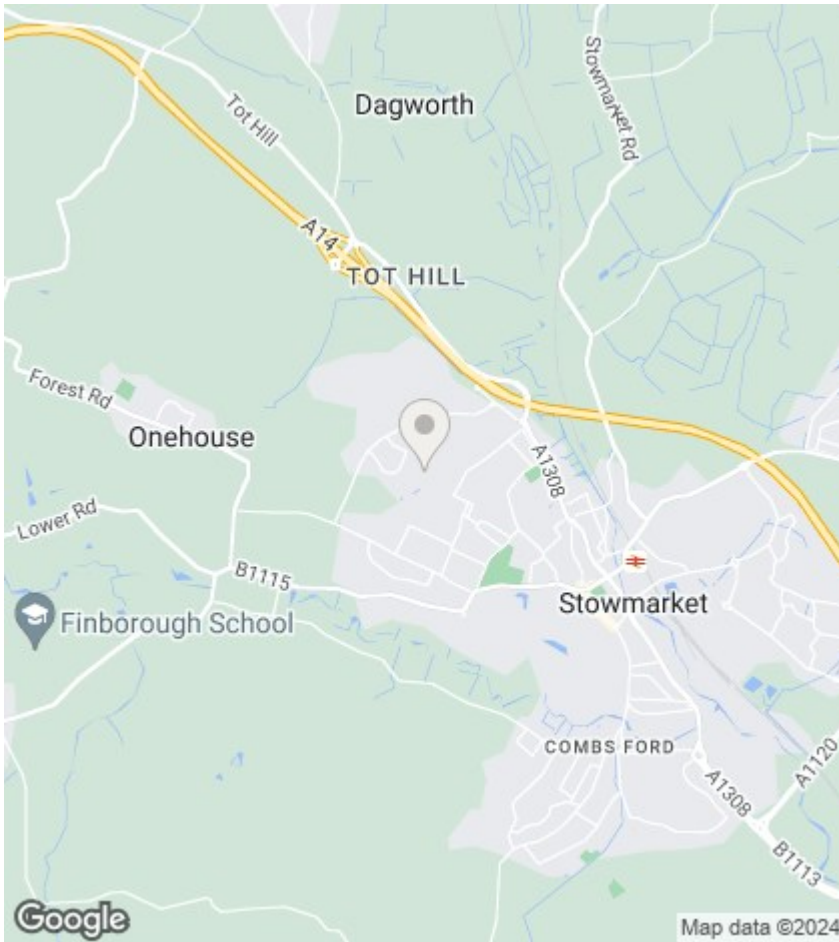 Stowmarket Rd
Dagworth
Tot Hill
A14
TOT HILL
Forest Rd
Onehouse
A1308
Lower Rd
B1115
Stowmarket
Finborough School
COMBS FORD
A1120
A1308
B1113
Google
Map data ©2024